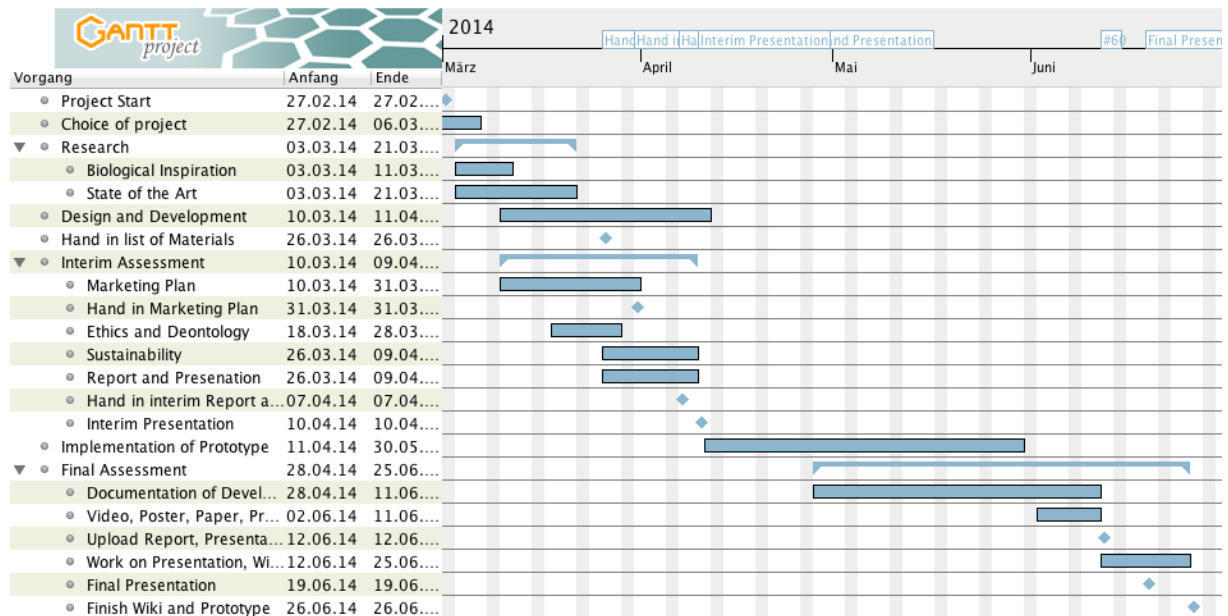 GANTT project
2014
Hand Hand i Ha Interim Presentation nd Presentation #60 Final Presen
März April Mai Juni
Vorgang Anfang Ende
Project Start 27.02.14 27.02....
Choice of project 27.02.14 06.03....
Research 03.03.14 21.03....
Biological Inspiration 03.03.14 11.03....
State of the Art 03.03.14 21.03....
Design and Development 10.03.14 11.04....
Hand in list of Materials 26.03.14 26.03....
Interim Assessment 10.03.14 09.04....
Marketing Plan 10.03.14 31.03....
Hand in Marketing Plan 31.03.14 31.03....
Ethics and Deontology 18.03.14 28.03....
Sustainability 26.03.14 09.04....
Report and Presenation 26.03.14 09.04....
Hand in interim Report a... 07.04.14 07.04....
Interim Presentation 10.04.14 10.04....
Implementation of Prototype 11.04.14 30.05....
Final Assessment 28.04.14 25.06....
Documentation of Devel... 28.04.14 11.06....
Video, Poster, Paper, Pr... 02.06.14 11.06....
Upload Report, Presenta... 12.06.14 12.06....
Work on Presentation, Wi... 12.06.14 25.06....
Final Presentation 19.06.14 19.06....
Finish Wiki and Prototype 26.06.14 26.06....